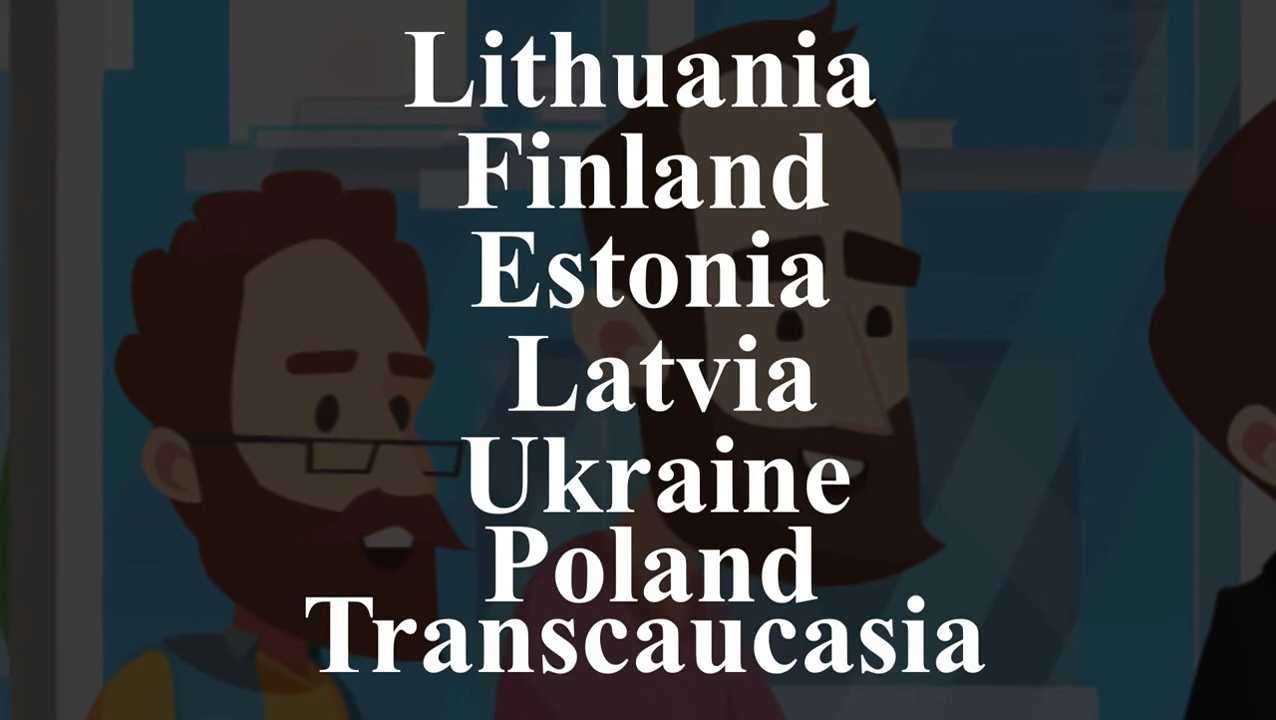 Lithuania
Finland
Estonia
Latvia
Ukraine
Poland
Transcaucasia